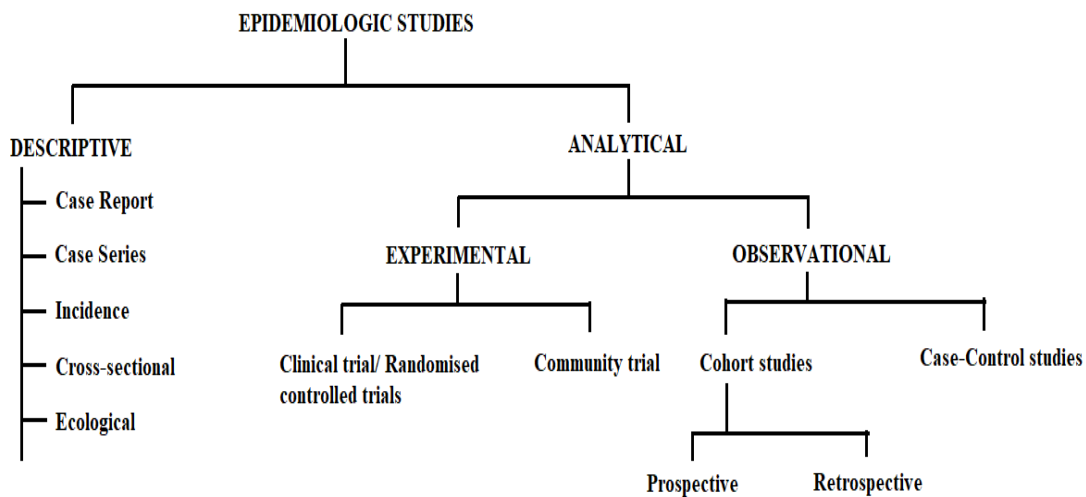 EPIDEMIOLOGIC STUDIES
DESCRIPTIVE
Case Report
Case Series
Incidence
Cross-sectional
Ecological
ANALYTICAL
EXPERIMENTAL
Clinical trial/ Randomised
controlled trials
Community trial
OBSERVATIONAL
Cohort studies
Prospective
Retrospective
Case-Control studies